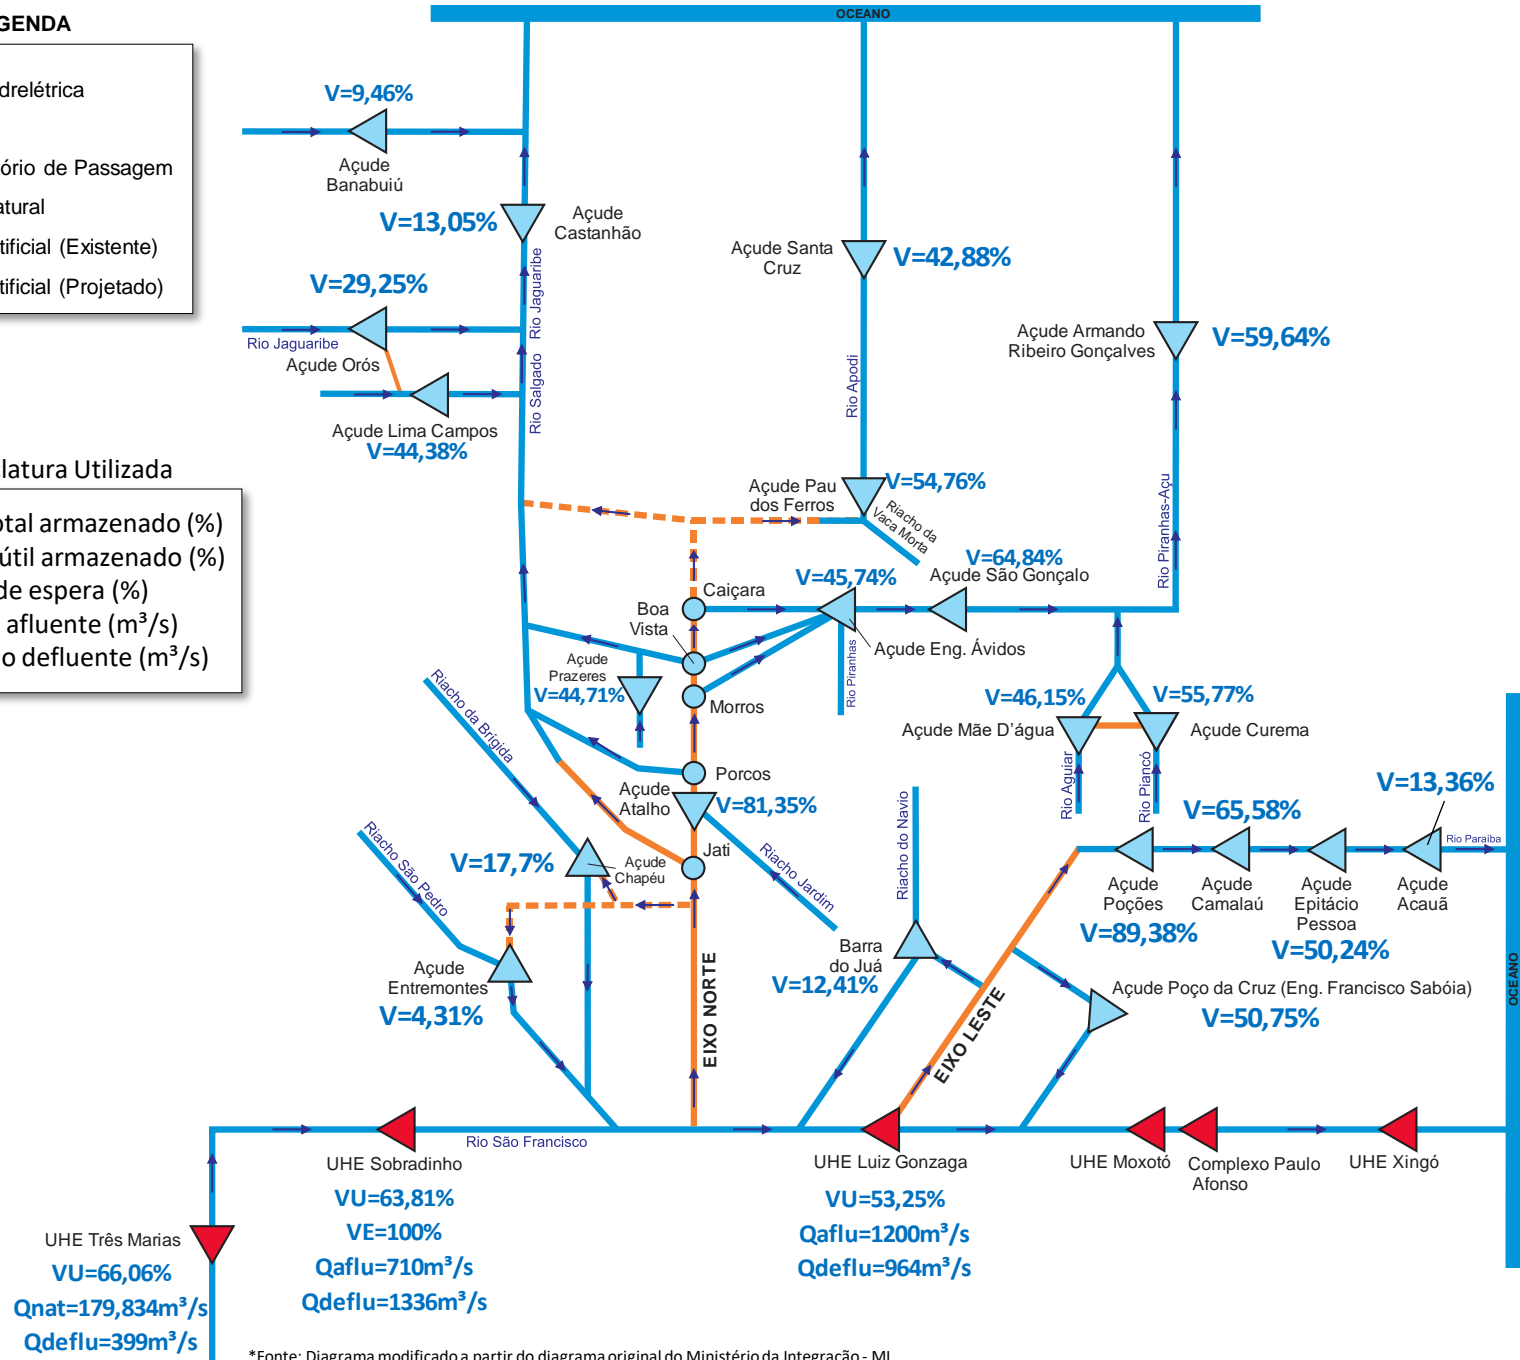 OCEANO
GENDA
drelétrica
ório de Passagem
atural
tificial (Existente)
tificial (Projetado)
V=9,46%
Açude
Banabuiú
V=13,05%
Açude
Castanhão
Rio Jaguaribe
V=29,25%
Rio Jaguaribe
Açude Orós
Rio Salgado
Açude Lima Campos
V=44,38%
Açude Santa
Cruz
V=42,88%
Rio Apodi
Açude Armando
Ribeiro Gonçalves
V=59,64%
Rio Piranhas-Açu
clatura Utilizada
otal armazenado (%)
útil armazenado (%)
de espera (%)
afluente (m³/s)
o defluente (m³/s)
Açude Pau
dos Ferros
V=54,76%
Riacho da
Vaca Morta
V=64,84%
Açude São Gonçalo
V=45,74%
Caiçara
Boa
Vista
Açude Eng. Ávidos
Rio Piranhas
Açude
Prazeres
V=44,71%
Morros
Riacho da Brígida
V=46,15%
V=55,77%
Açude Mãe D'água
Açude Curema
Rio Aguiar
Rio Piancó
Porcos
Açude
Atalho
V=81,35%
Riacho do Navio
V=13,36%
V=65,58%
Rio Paraíba
Riacho São Pedro
V=17,7%
Açude
Chapéu
Jati
Riacho Jardim
Açude
Poções
V=89,38%
Açude
Camalaú
Açude
Epitácio
Pessoa
V=50,24%
Açude
Acauã
Barra
do Juá
V=12,41%
Açude
Entremontes
V=4,31%
EIXO NORTE
EIXO LESTE
Açude Poço da Cruz (Eng. Francisco Sabóia)
V=50,75%
OCEANO
Rio São Francisco
UHE Sobradinho
VU=63,81%
VE=100%
Qaflu=710m³/s
Qdeflu=1336m³/s
UHE Luiz Gonzaga
VU=53,25%
Qaflu=1200m³/s
Qdeflu=964m³/s
UHE Moxotó
Complexo Paulo
Afonso
UHE Xingó
UHE Três Marias
VU=66,06%
Qnat=179,834m³/s
Qdeflu=399m³/s
*Fonte: Diagrama modificado a partir do diagrama original do Ministério da Integração - MI